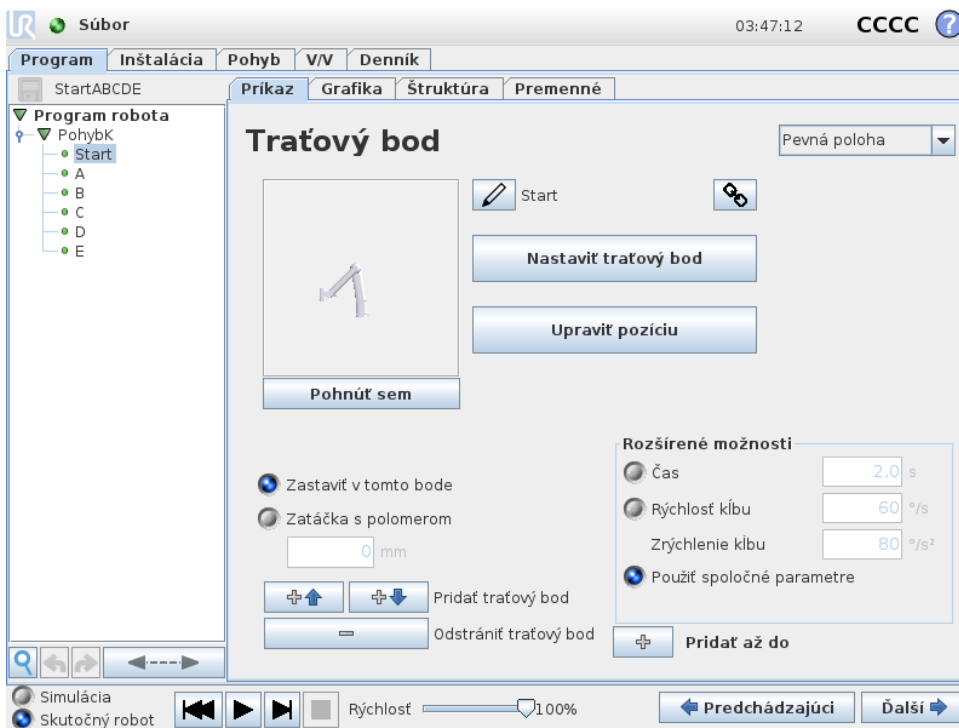 UR Súbor 03:47:12 CCCC ?
Program Inštalácia Pohyb V/V Denník
StartABCDE Príkaz Grafika Štruktúra Premenné
Program robota
PohybK
Start
A
B
C
D
E
Traťový bod
Pevná poloha
Start
Nastaviť traťový bod
Upraviť pozíciu
Pohnúť sem
Zastaviť v tomto bode
Zatáčka s polomerom
0 mm
Pridať traťový bod
Odstrániť traťový bod
Rozšírené možnosti
Čas 2,0 s
Rýchlosť kĺbu 60 °/s
Zrýchlenie kĺbu 80 °/s²
Použiť spoločné parametre
Pridať až do
Simulácia
Skutočný robot
Rýchlosť 100%
Predchádzajúci
Ďalší